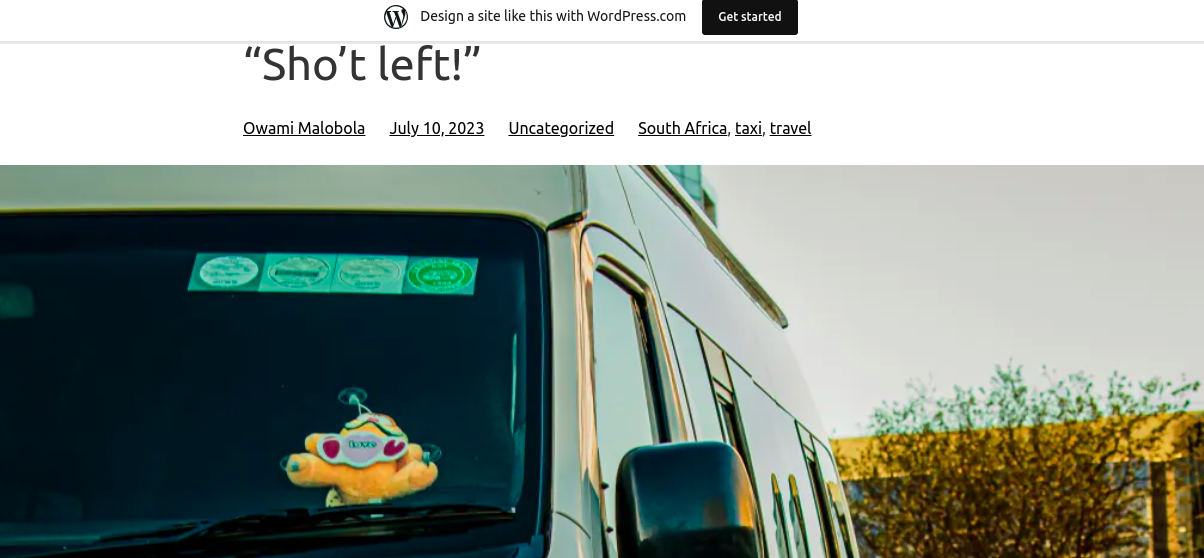 Design a site like this with WordPress.com
Get started
“Sho’t left!”
Owami Malobola July 10, 2023 Uncategorized South Africa, taxi, travel
love